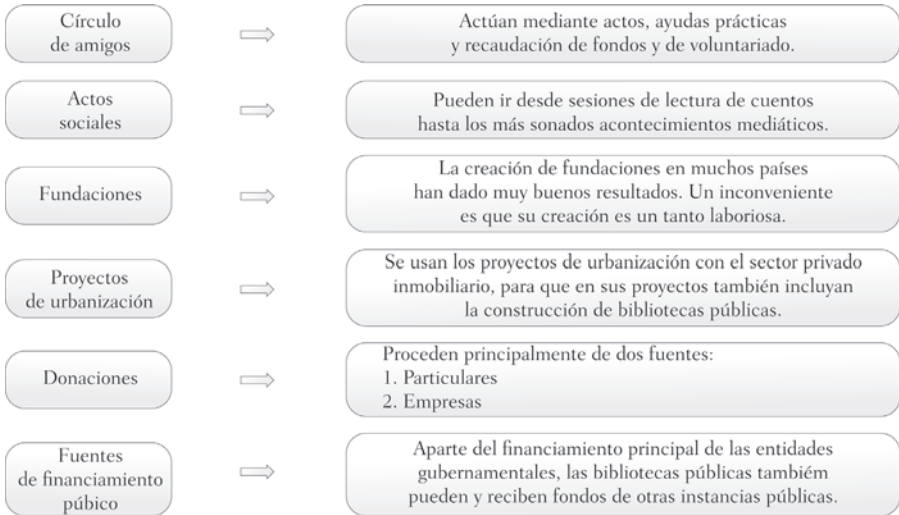 Círculo
de amigos
Actúan mediante actos, ayudas prácticas
y recaudación de fondos y de voluntariado.
Actos
sociales
Pueden ir desde sesiones de lectura de cuentos
hasta los más sonados acontecimientos mediáticos.
Fundaciones
La creación de fundaciones en muchos países
han dado muy buenos resultados. Un inconveniente
es que su creación es un tanto laboriosa.
Proyectos
de urbanización
Se usan los proyectos de urbanización con el sector privado
inmobiliario, para que en sus proyectos también incluyan
la construcción de bibliotecas públicas.
Donaciones
Proceden principalmente de dos fuentes:
1. Particulares
2. Empresas
Fuentes
de financiamiento
púbico
Aparte del financiamiento principal de las entidades
gubernamentales, las bibliotecas públicas tambiém
pueden y reciben fondos de otras instancias públicas.